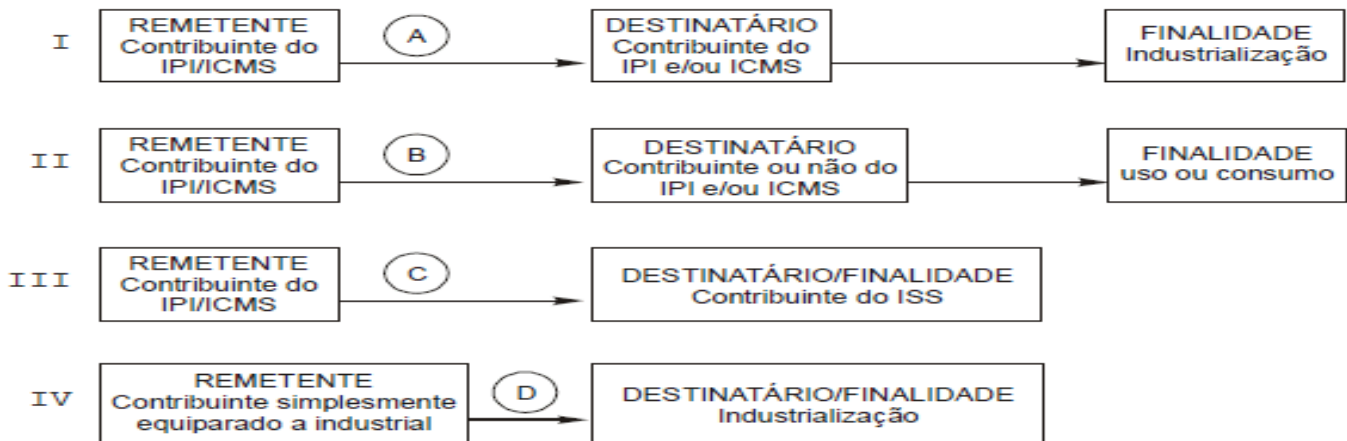 I
REMETENTE
Contribuinte do
IPI/ICMS
A
DESTINATÁRIO
Contribuinte do
IPI e/ou ICMS
FINALIDADE
Industrialização
II
REMETENTE
Contribuinte do
IPI/ICMS
B
DESTINATÁRIO
Contribuinte ou não do
IPI e/ou ICMS
FINALIDADE
uso ou consumo
III
REMETENTE
Contribuinte do
IPI/ICMS
C
DESTINATÁRIO/FINALIDADE
Contribuinte do ISS
IV
REMETENTE
Contribuinte simplesmente
equiparado a industrial
D
DESTINATÁRIO/FINALIDADE
Industrialização